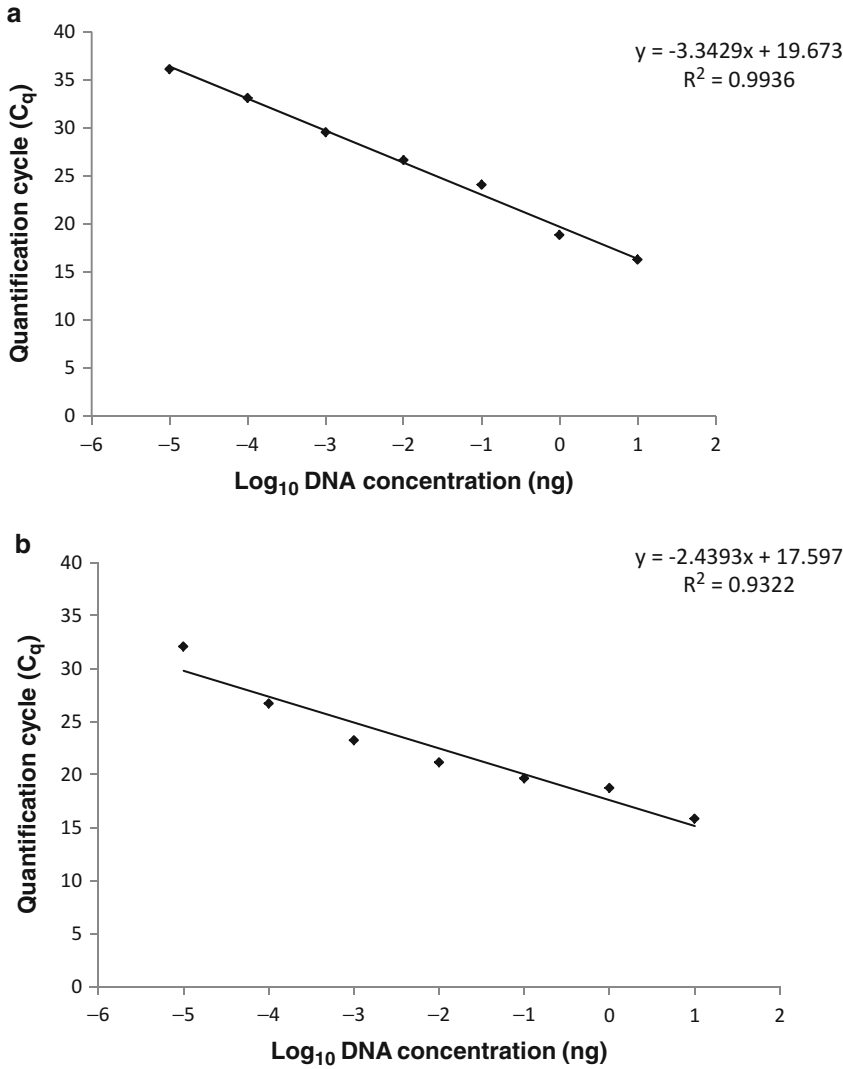 a
y = -3.3429x + 19.673
R² = 0.9936
Quantification cycle (Cq)
40
35
30
25
20
15
10
5
0
–6 –5 –4 –3 –2 –1 0 1 2
Log₁₀ DNA concentration (ng)
b
y = -2.4393x + 17.597
R² = 0.9322
Quantification cycle (Cq)
40
35
30
25
20
15
10
5
0
–6 –5 –4 –3 –2 –1 0 1 2
Log₁₀ DNA concentration (ng)